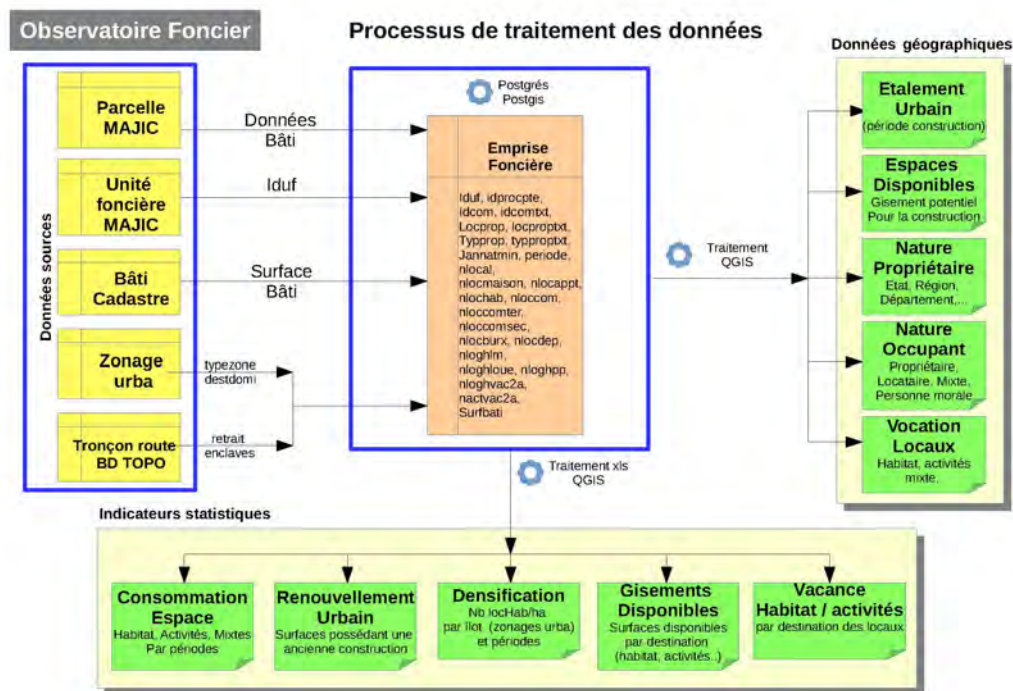 Observatoire Foncier
Processus de traitement des données
Données sources
Parcelle
MAJIC
Unité
foncière
MAJIC
Bâti
Cadastre
Zonage
urba
Tronçon route
BD TOPO
Données
Bâti
Iduf
Surface
Bâti
typezone
destdomi
retrait
enclaves
Postgrés
Postgis
Emprise
Foncière
Iduf, idprocpte,
Idcom, idcomtxt,
Locprop, locproptxt,
Typprop, typproptxt,
Jannatmin, periode,
nlocal,
nlocmaison, nlocappt,
nlochab, nloccom,
nloccomter,
nloccomsec,
nlocburx, nlocdep,
nloghlm,
nloghloue, nloghpp,
nloghvac2a,
nactvac2a,
Surfbati
Traitement
QGIS
Données géographiques
Etalement
Urbain
(période construction)
Espaces
Disponibles
Gisement potentiel
Pour la construction
Nature
Propriétaire
Etat, Région,
Département,...
Nature
Occupant
Propriétaire,
Locataire, Mixte,
Personne morale
Vocation
Locaux
Habitat, activités
mixte.
Traitement xls
QGIS
Indicateurs statistiques
Consommation
Espace
Habitat, Activités, Mixtes
Par périodes
Renouvellement
Urbain
Surfaces possédant une
ancienne construction
Densification
Nb locHab/ha
par îlot (zonages urba)
et périodes
Gisements
Disponibles
Surfaces disponibles
par destination
(habitat, activités..)
Vacance
Habitat / activités
par destination des locaux